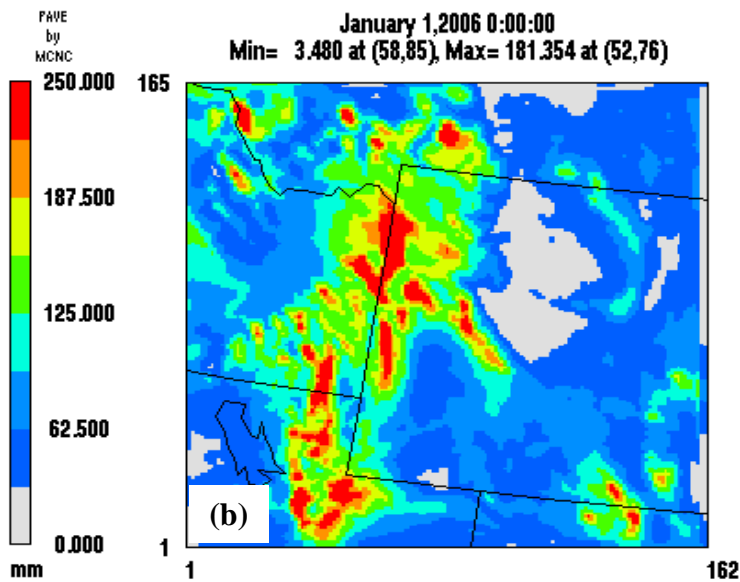 PAVE
by
MCNC
January 1,2006 0:00:00
Min= 3.480 at (58,85), Max= 181.354 at (52,76)
250.000
187.500
125.000
62.500
0.000
mm
165
1
1
162
(b)